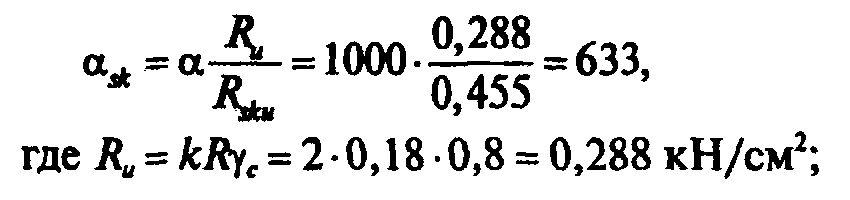 α_sk = α R_u / R_sku = 1000 · 0,288 / 0,455 = 633,
где R_u = kRγ_c = 2·0,18·0,8 = 0,288 кН/см²;